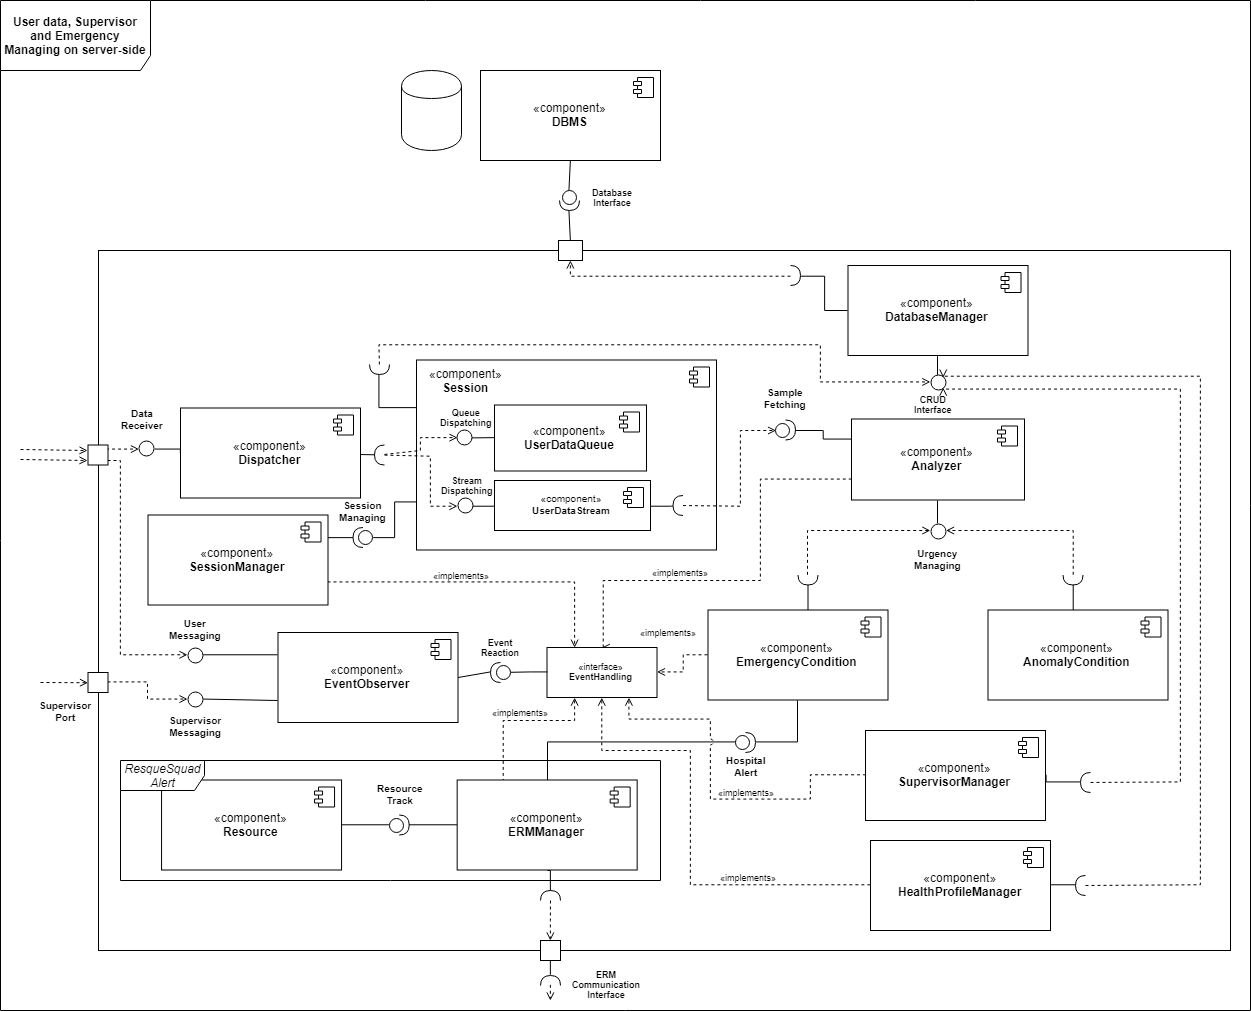 User data, Supervisor
and Emergency
Managing on server-side
«component»
DBMS
Database
Interface
«component»
DatabaseManager
CRUD
Interface
«component»
Session
Queue
Dispatching
«component»
UserDataQueue
Stream
Dispatching
«component»
UserDataStream
Sample
Fetching
«component»
Analyzer
Data
Receiver
«component»
Dispatcher
Session
Managing
«component»
SessionManager
«implements»
«implements»
Urgency
Managing
User
Messaging
«component»
EventObserver
Event
Reaction
«interface»
EventHandling
«implements»
«component»
EmergencyCondition
«component»
AnomalyCondition
Supervisor
Port
Supervisor
Messaging
«implements»
Hospital
Alert
«component»
SupervisorManager
«implements»
ResqueSquad
Alert
«component»
Resource
Resource
Track
«component»
ERMManager
«implements»
«component»
HealthProfileManager
ERM
Communication
Interface